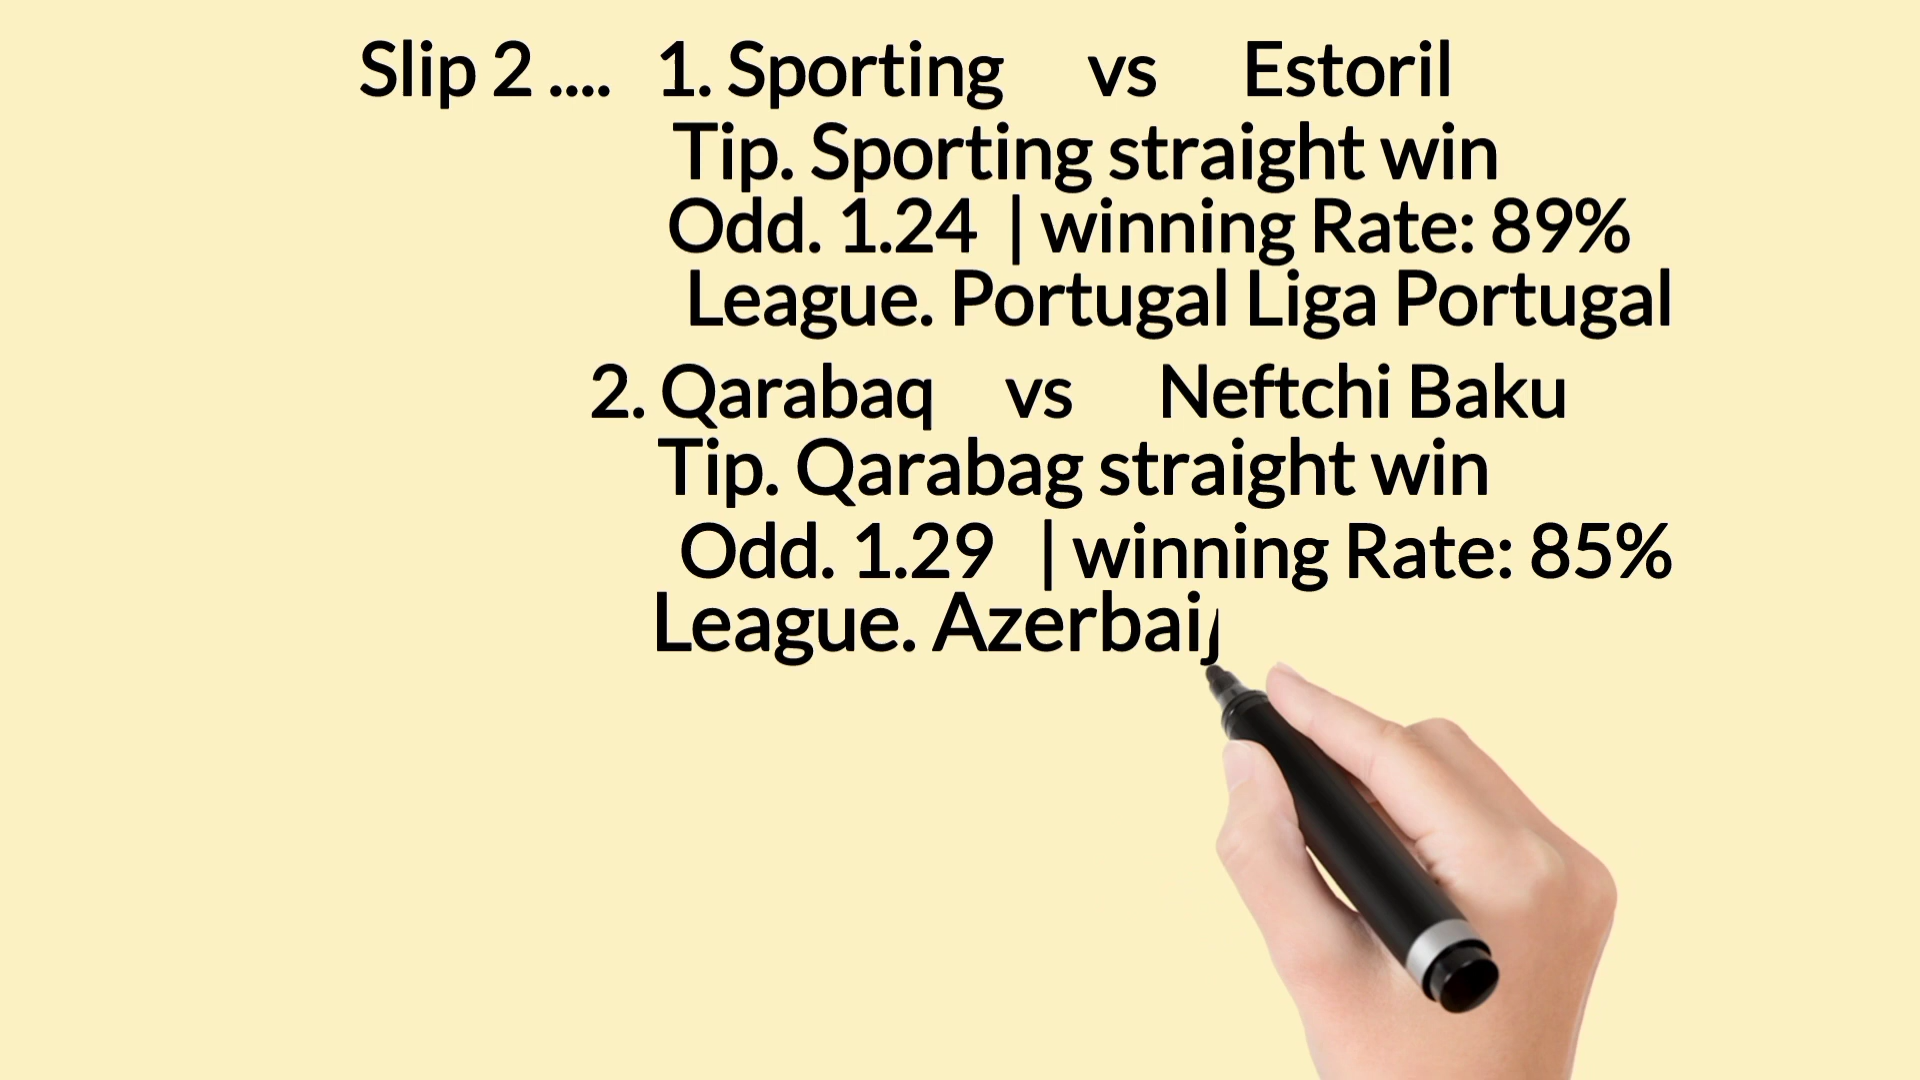 Slip 2 .... 1. Sporting vs Estoril
Tip. Sporting straight win
Odd. 1.24 | winning Rate: 89%
League. Portugal Liga Portugal
2. Qarabaq vs Neftchi Baku
Tip. Qarabag straight win
Odd. 1.29 | winning Rate: 85%
League. Azerbaij